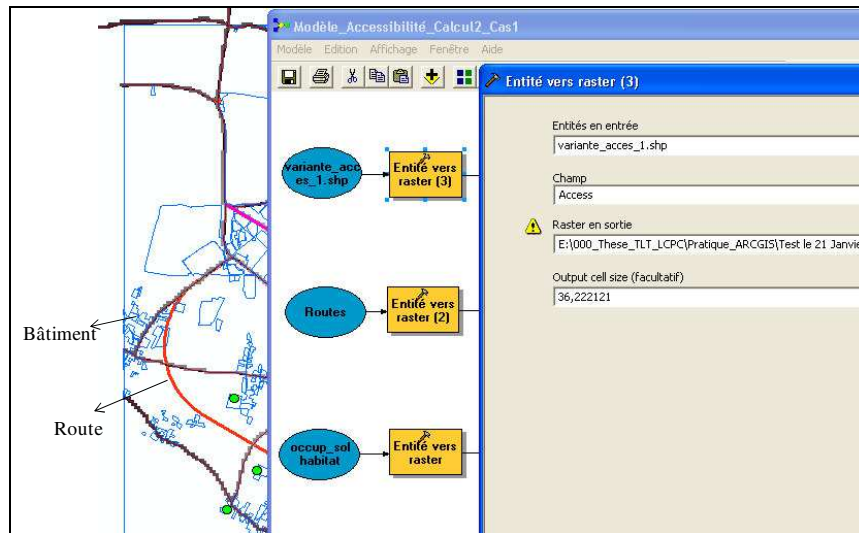 Modèle_Accessibilité_Calcul2_Cas1
Modèle Edition Affichage Fenêtre Aide
Entité vers raster (3)
Entités en entrée
variante_acces_1.shp
Champ
Access
Raster en sortie
E:\000_These_TLT_LCPC\Pratique_ARCGIS\Test le 21 Janvie
Output cell size (facultatif)
36,222121
variante_acc
es_1.shp
Entité vers
raster (3)
Routes
Entité vers
raster (2)
occup_sol
habitat
Entité vers
raster
Bâtiment
Route